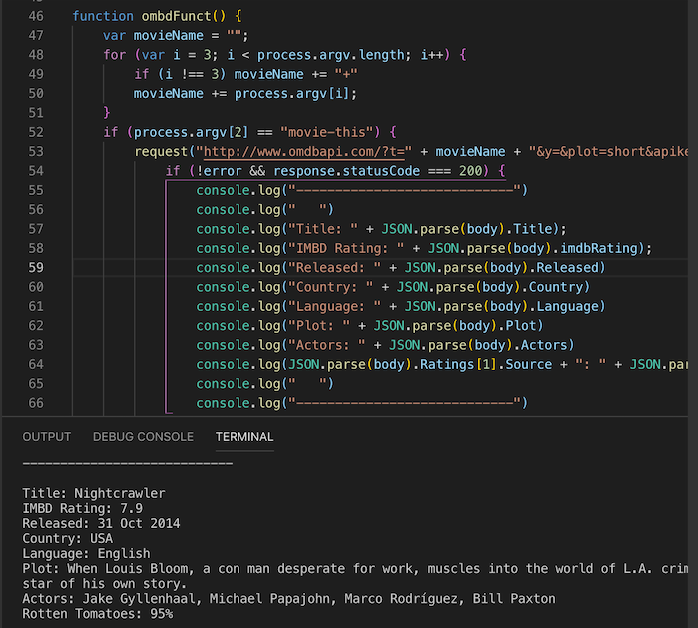 46 function ombdFunct() {
47 var movieName = "";
48 for (var i = 3; i < process.argv.length; i++) {
49 if (i !== 3) movieName += "+"
50 movieName += process.argv[i];
51 }
52 if (process.argv[2] == "movie-this") {
53 request("http://www.omdbapi.com/?t=" + movieName + "&y=&plot=short&apike
54 if (!error && response.statusCode === 200) {
55 console.log("----------------------------")
56 console.log("   ")
57 console.log("Title: " + JSON.parse(body).Title);
58 console.log("IMBD Rating: " + JSON.parse(body).imdbRating);
59 console.log("Released: " + JSON.parse(body).Released)
60 console.log("Country: " + JSON.parse(body).Country)
61 console.log("Language: " + JSON.parse(body).Language)
62 console.log("Plot: " + JSON.parse(body).Plot)
63 console.log("Actors: " + JSON.parse(body).Actors)
64 console.log(JSON.parse(body).Ratings[1].Source + ": " + JSON.par
65 console.log("   ")
66 console.log("----------------------------")
OUTPUT DEBUG CONSOLE TERMINAL
----------------------------
Title: Nightcrawler
IMBD Rating: 7.9
Released: 31 Oct 2014
Country: USA
Language: English
Plot: When Louis Bloom, a con man desperate for work, muscles into the world of L.A. crim
star of his own story.
Actors: Jake Gyllenhaal, Michael Papajohn, Marco Rodríguez, Bill Paxton
Rotten Tomatoes: 95%